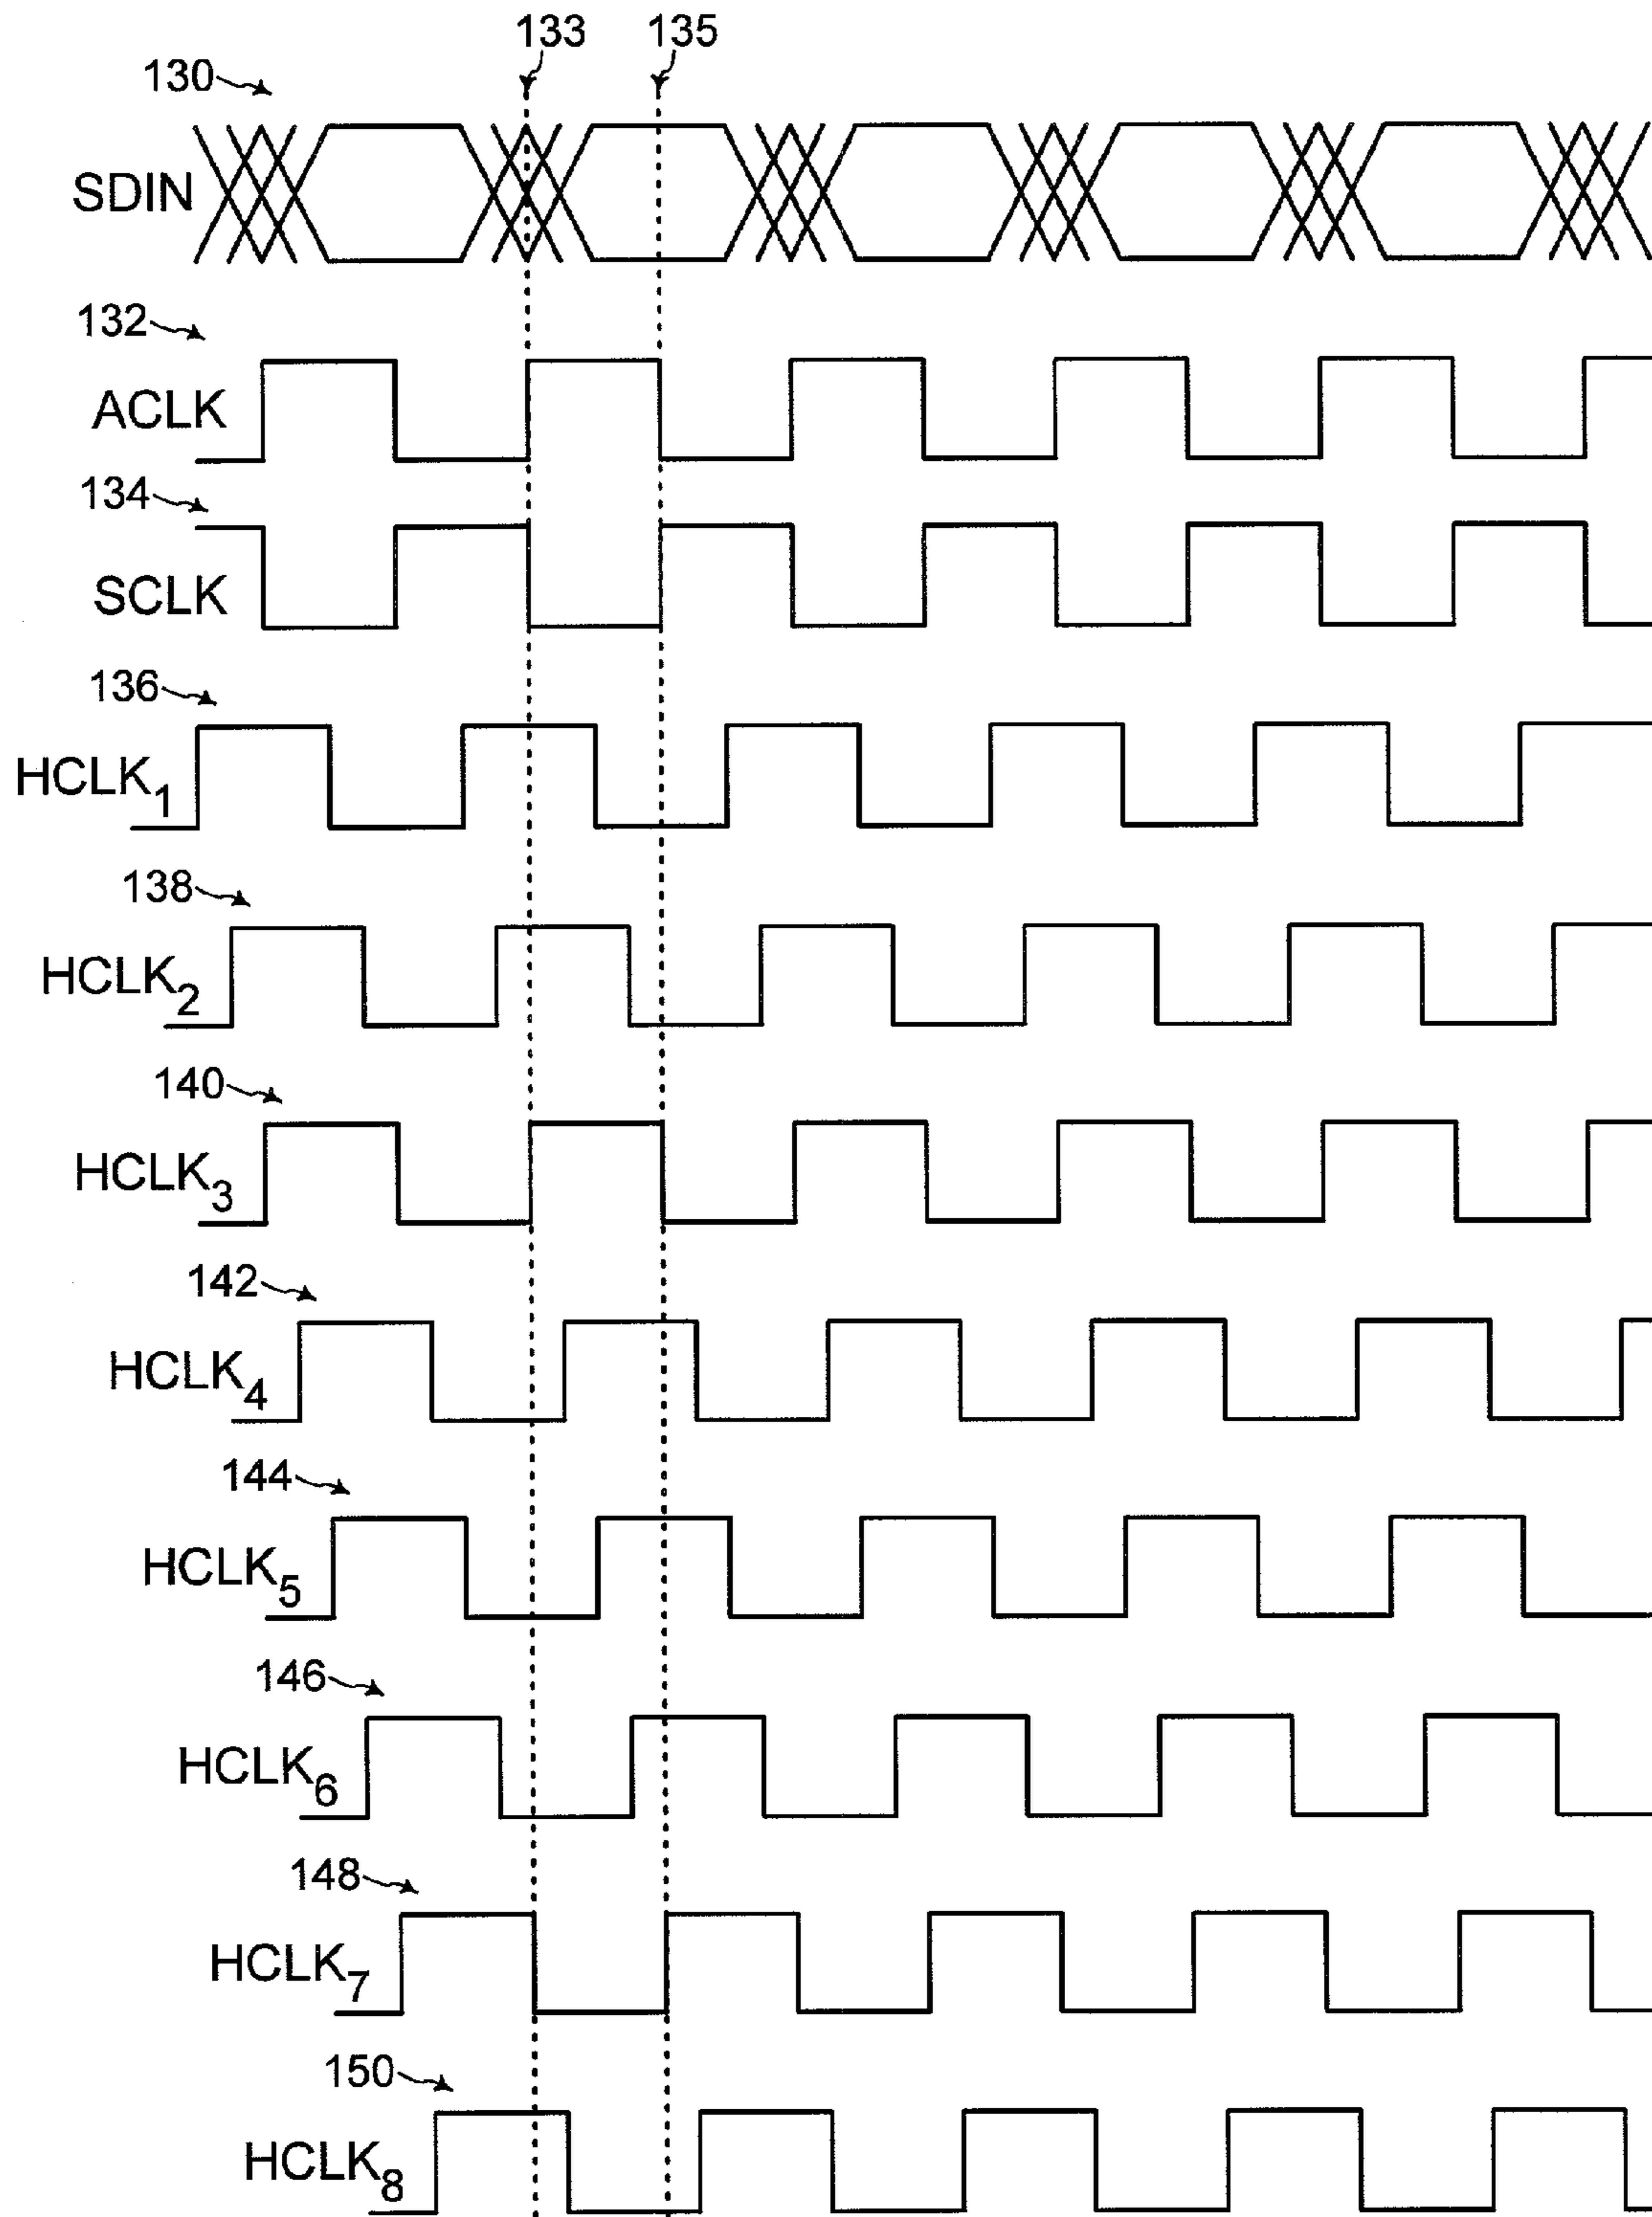 133 135
130
SDIN
132
ACLK
134
SCLK
136
HCLK1
138
HCLK2
140
HCLK3
142
HCLK4
144
HCLK5
146
HCLK6
148
HCLK7
150
HCLK8